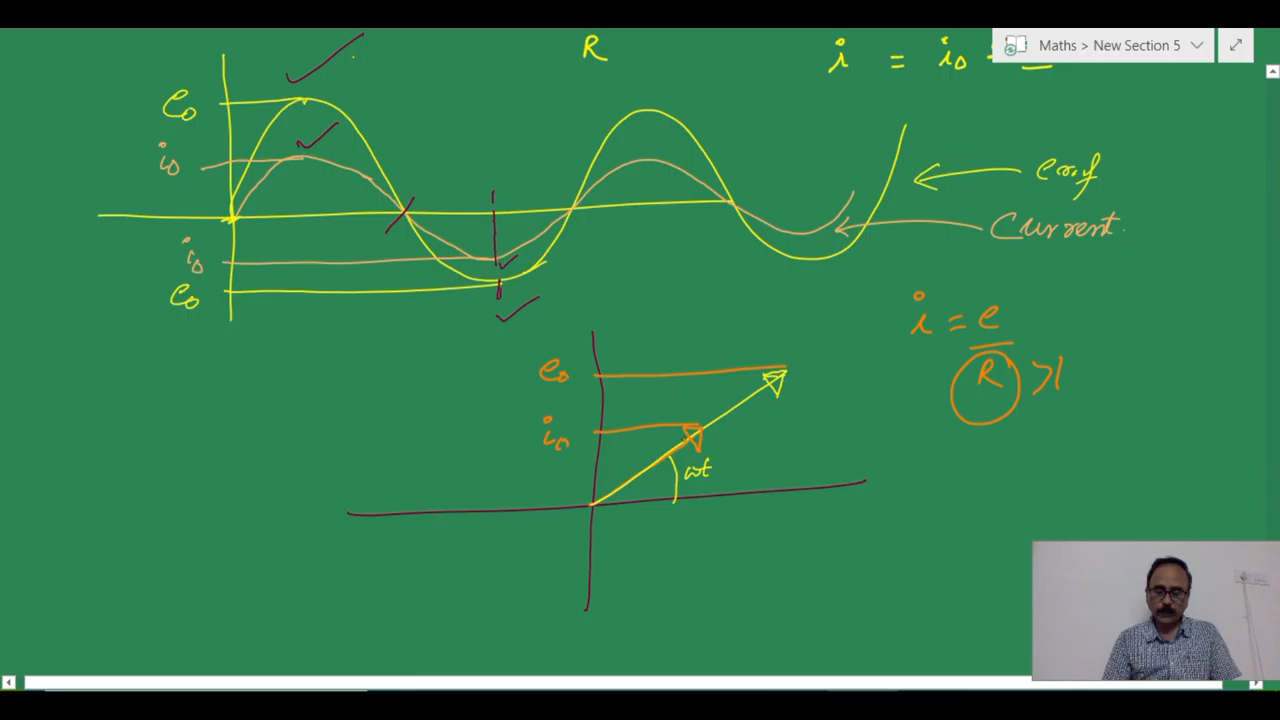 R
i = i₀
Maths > New Section 5
e₀
i₀
emf
Current
i₀
e₀
i = e
R >1
e₀
i₀
ωt